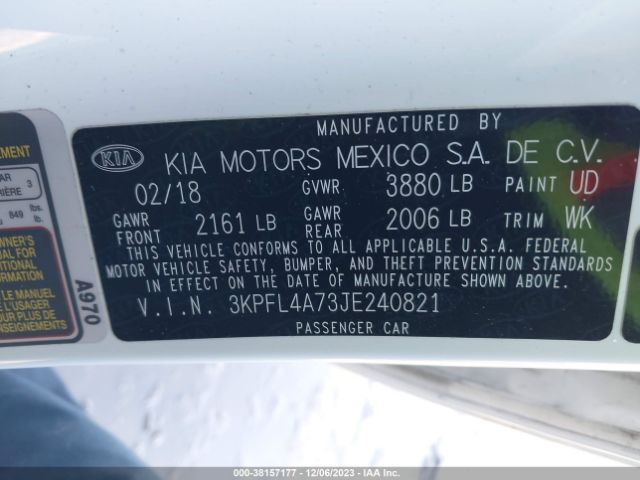 MANUFACTURED BY
KIA KIA MOTORS MEXICO S.A. DE C.V.
02/18 GVWR 3880 LB PAINT UD
GAWR FRONT 2161 LB GAWR REAR 2006 LB TRIM WK
THIS VEHICLE CONFORMS TO ALL APPLICABLE U.S.A. FEDERAL
MOTOR VEHICLE SAFETY, BUMPER, AND THEFT PREVENTION STANDARDS
IN EFFECT ON THE DATE OF MANUFACTURE SHOWN ABOVE.
V.I.N. 3KPFL4A73JE240821
PASSENGER CAR
A970
3
849 lbs.
000-38157177 - 12/06/2023 - IAA Inc.